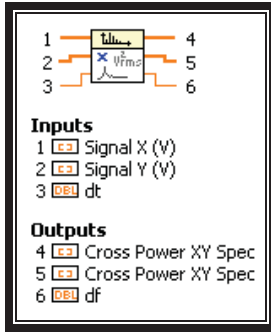 1 4
2 X Vrms 5
3 6
Inputs
1 [ ] Signal X (V)
2 [ ] Signal Y (V)
3 DBL dt
Outputs
4 [ ] Cross Power XY Spec
5 [ ] Cross Power XY Spec
6 DBL df